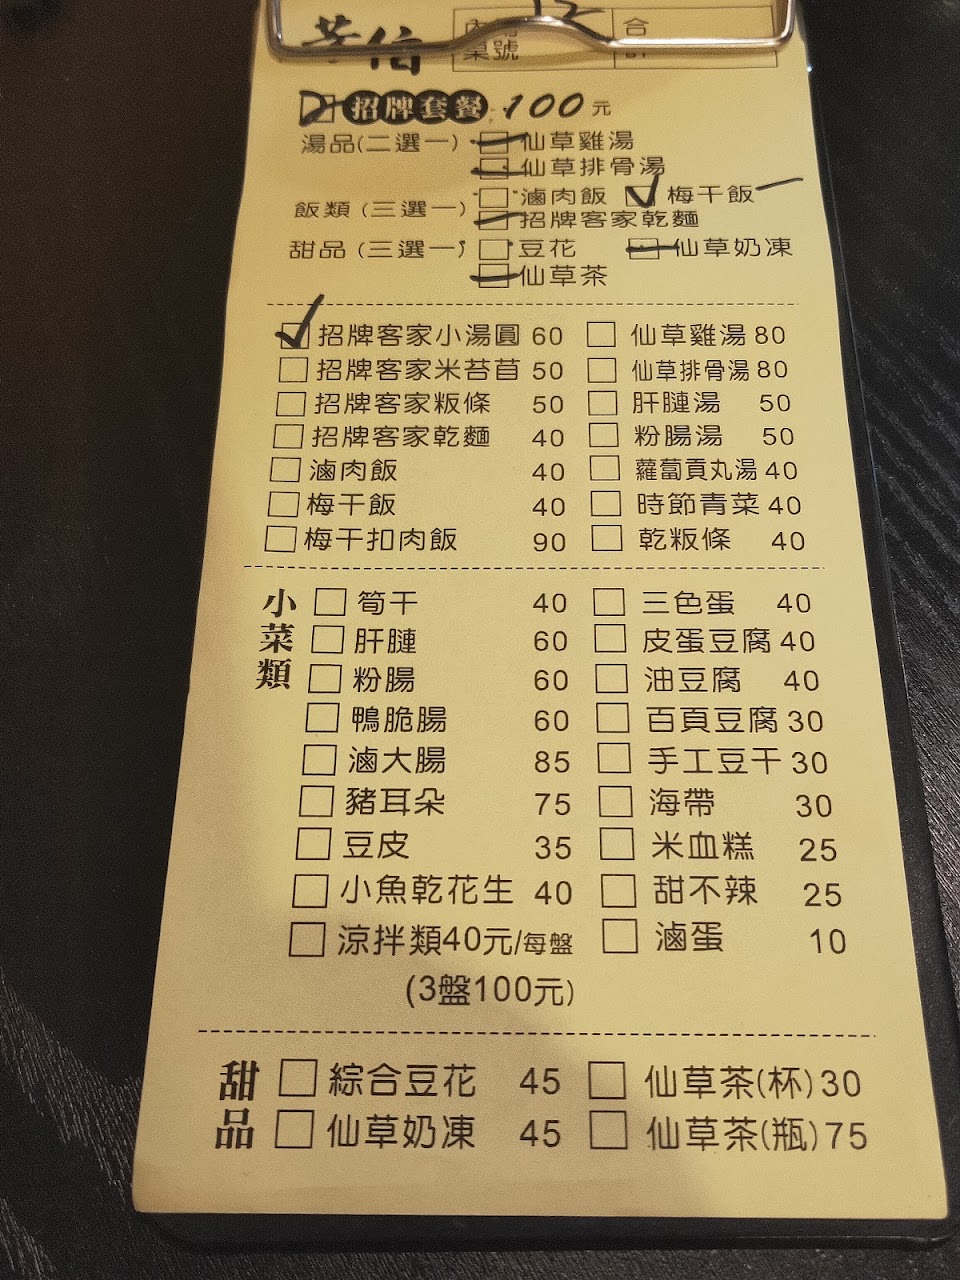 12
合
桌號
招牌套餐:100元
湯品(二選一) 仙草雞湯
仙草排骨湯
飯類(三選一) 滷肉飯 梅干飯
招牌客家乾麵
甜品(三選一) 豆花 仙草奶凍
仙草茶
招牌客家小湯圓 60 仙草雞湯 80
招牌客家米苔苜 50 仙草排骨湯 80
招牌客家粄條 50 肝膴湯 50
招牌客家乾麵 40 粉腸湯 50
滷肉飯 40 蘿蔔貢丸湯 40
梅干飯 40 時節青菜 40
梅干扣肉飯 90 乾粄條 40
小菜類
筍干 40 三色蛋 40
肝膴 60 皮蛋豆腐 40
粉腸 60 油豆腐 40
鴨脆腸 60 百頁豆腐 30
滷大腸 85 手工豆干 30
豬耳朵 75 海帶 30
豆皮 35 米血糕 25
小魚乾花生 40 甜不辣 25
涼拌類40元/每盤 滷蛋 10
(3盤100元)
甜品
綜合豆花 45 仙草茶(杯) 30
仙草奶凍 45 仙草茶(瓶) 75